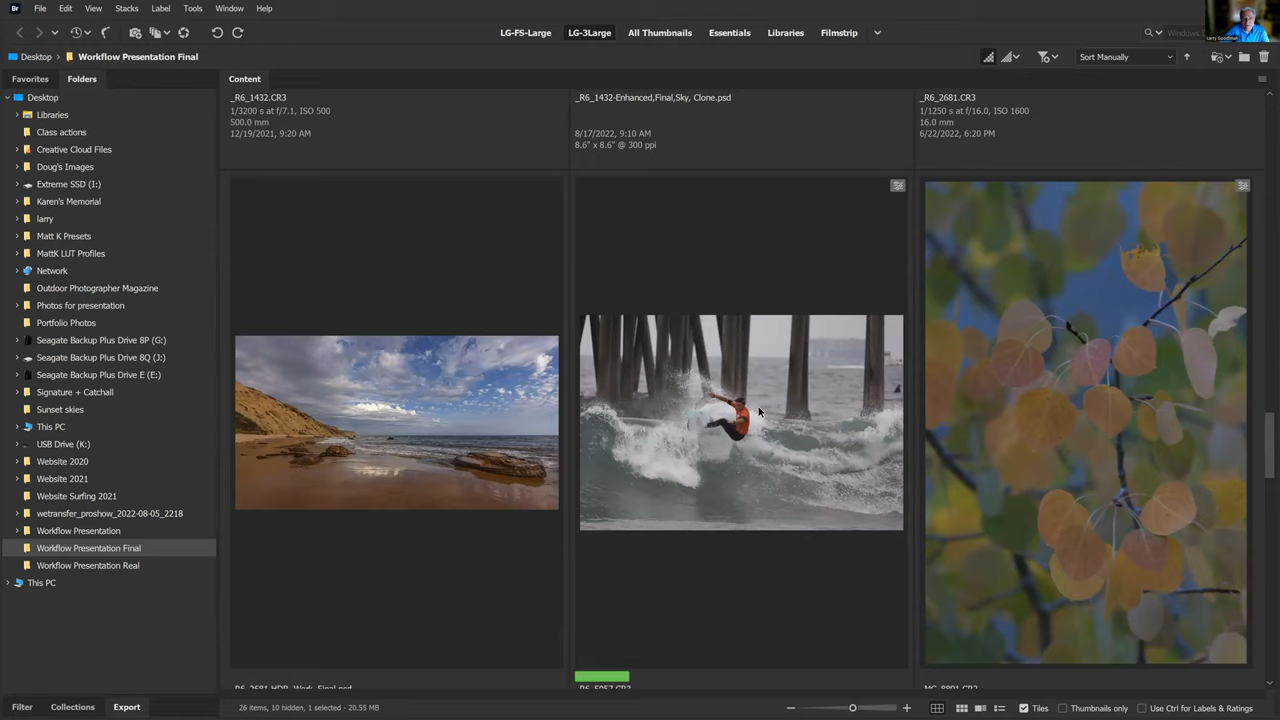 Br File Edit View Stacks Label Tools Window Help
LG-FS-Large LG-3Large All Thumbnails Essentials Libraries Filmstrip
Larry Goodman
Desktop Workflow Presentation Final
Sort Manually
Favorites Folders
Content
Desktop
Libraries
Class actions
Creative Cloud Files
Doug's Images
Extreme SSD (I:)
Karen's Memorial
larry
Matt K Presets
MattK LUT Profiles
Network
Outdoor Photographer Magazine
Photos for presentation
Portfolio Photos
Seagate Backup Plus Drive 8P (G:)
Seagate Backup Plus Drive 8Q (J:)
Seagate Backup Plus Drive E (E:)
Signature + Catchall
Sunset skies
This PC
USB Drive (K:)
Website 2020
Website 2021
Website Surfing 2021
wetransfer_proshow_2022-08-05_2218
Workflow Presentation
Workflow Presentation Final
Workflow Presentation Real
This PC
_R6_1432.CR3
1/3200 s at f/7.1, ISO 500
500.0 mm
12/19/2021, 9:20 AM
_R6_1432-Enhanced,Final,Sky, Clone.psd
8/17/2022, 9:10 AM
8.6" x 8.6" @ 300 ppi
_R6_2681.CR3
1/1250 s at f/16.0, ISO 1600
16.0 mm
6/22/2022, 6:20 PM
Filter Collections Export
26 items, 10 hidden, 1 selected - 20.55 MB
Tiles Thumbnails only Use Ctrl for Labels & Ratings